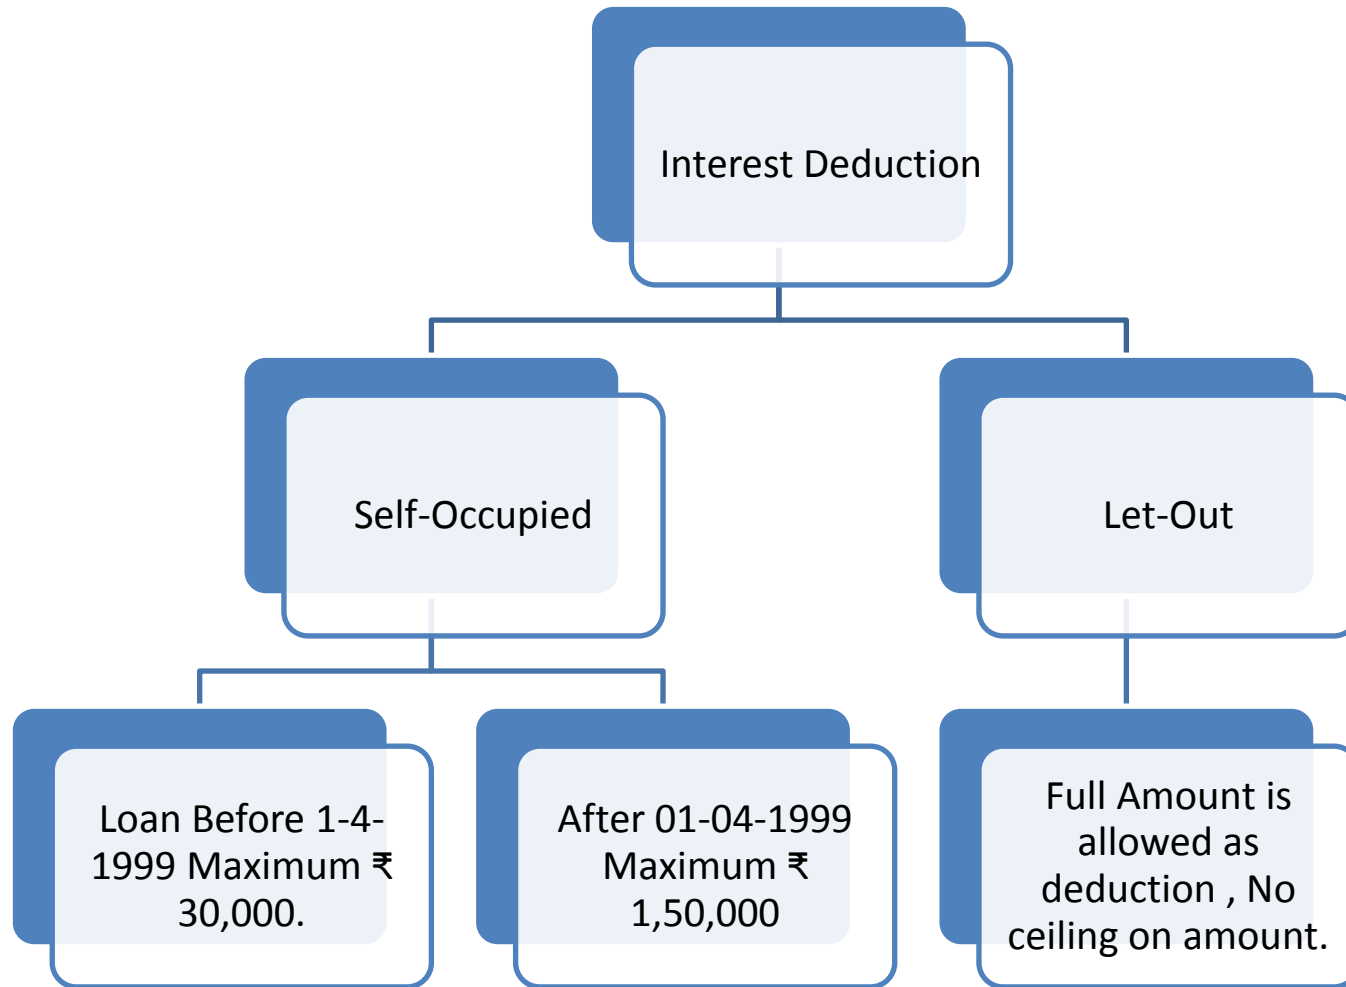 Interest Deduction
Self-Occupied
Let-Out
Loan Before 1-4-
1999 Maximum ₹
30,000.
After 01-04-1999
Maximum ₹
1,50,000
Full Amount is
allowed as
deduction , No
ceiling on amount.